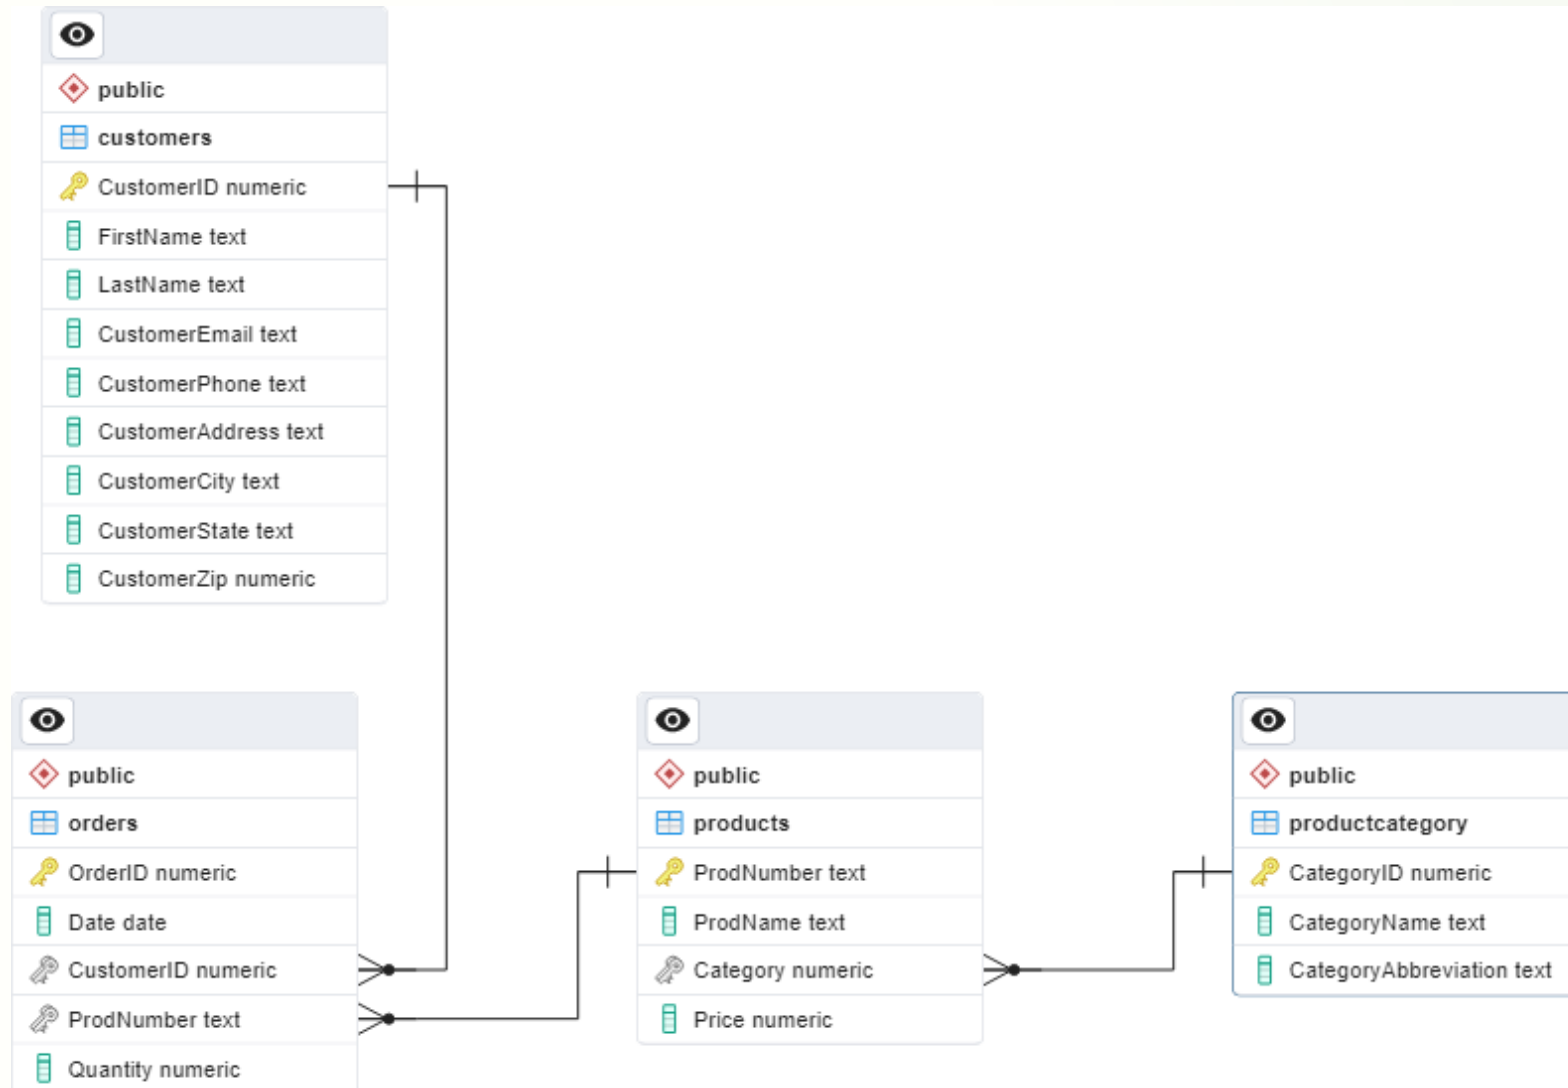 public
customers
CustomerID numeric
FirstName text
LastName text
CustomerEmail text
CustomerPhone text
CustomerAddress text
CustomerCity text
CustomerState text
CustomerZip numeric
public
orders
OrderID numeric
Date date
CustomerID numeric
ProdNumber text
Quantity numeric
public
products
ProdNumber text
ProdName text
Category numeric
Price numeric
public
productcategory
CategoryID numeric
CategoryName text
CategoryAbbreviation text